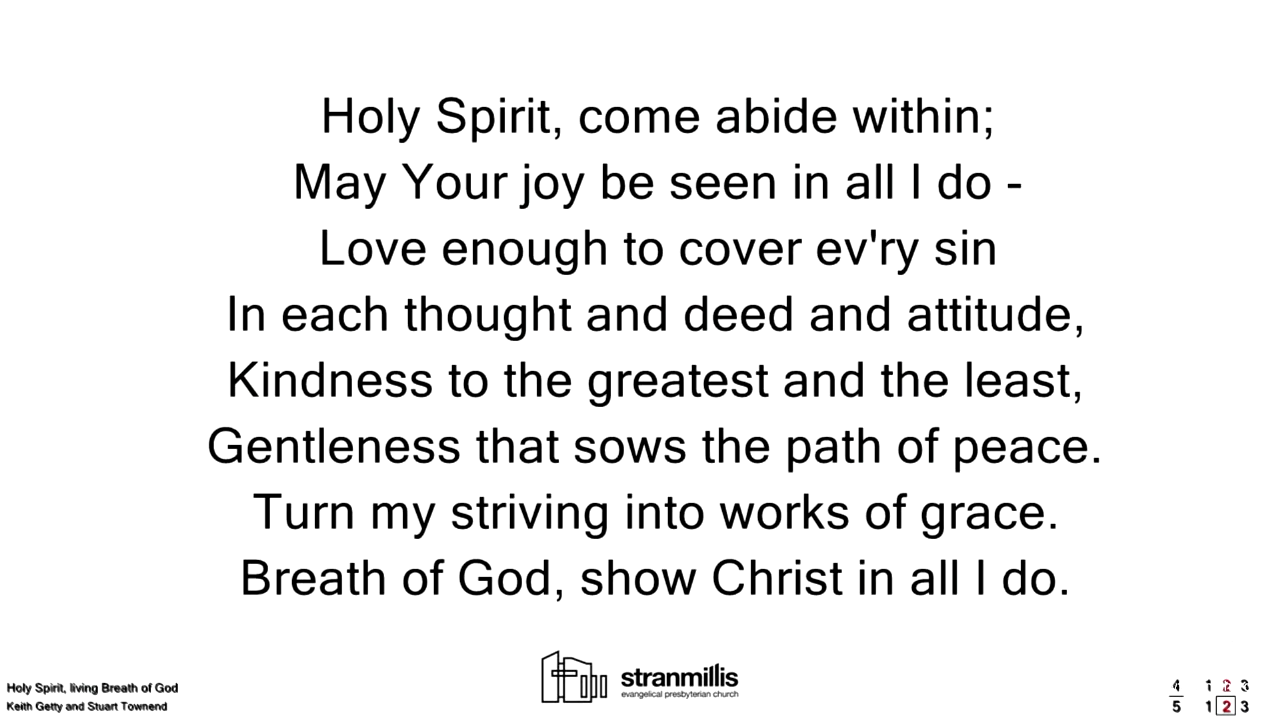 Holy Spirit, come abide within;
May Your joy be seen in all I do -
Love enough to cover ev'ry sin
In each thought and deed and attitude,
Kindness to the greatest and the least,
Gentleness that sows the path of peace.
Turn my striving into works of grace.
Breath of God, show Christ in all I do.
stranmillis
evangelical presbyterian church
Holy Spirit, living Breath of God
Keith Getty and Stuart Townend
4 1 2 3
5 1 2 3